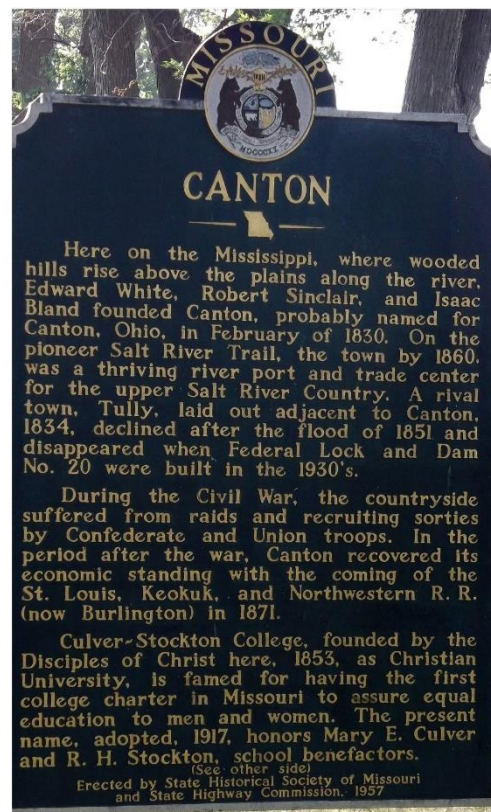 MISSOURI
MDCCCXX
CANTON
Here on the Mississippi, where wooded
hills rise above the plains along the river,
Edward White, Robert Sinclair, and Isaac
Bland founded Canton, probably named for
Canton, Ohio, in February of 1830. On the
pioneer Salt River Trail, the town by 1860,
was a thriving river port and trade center
for the upper Salt River Country. A rival
town, Tully, laid out adjacent to Canton,
1834, declined after the flood of 1851 and
disappeared when Federal Lock and Dam
No. 20 were built in the 1930's.
During the Civil War, the countryside
suffered from raids and recruiting sorties
by Confederate and Union troops. In the
period after the war, Canton recovered its
economic standing with the coming of the
St. Louis, Keokuk, and Northwestern R. R.
(now Burlington) in 1871.
Culver-Stockton College, founded by the
Disciples of Christ here, 1853, as Christian
University, is famed for having the first
college charter in Missouri to assure equal
education to men and women. The present
name, adopted, 1917, honors Mary E. Culver
and R. H. Stockton, school benefactors.
(See other side)
Erected by State Historical Society of Missouri
and State Highway Commission, 1957